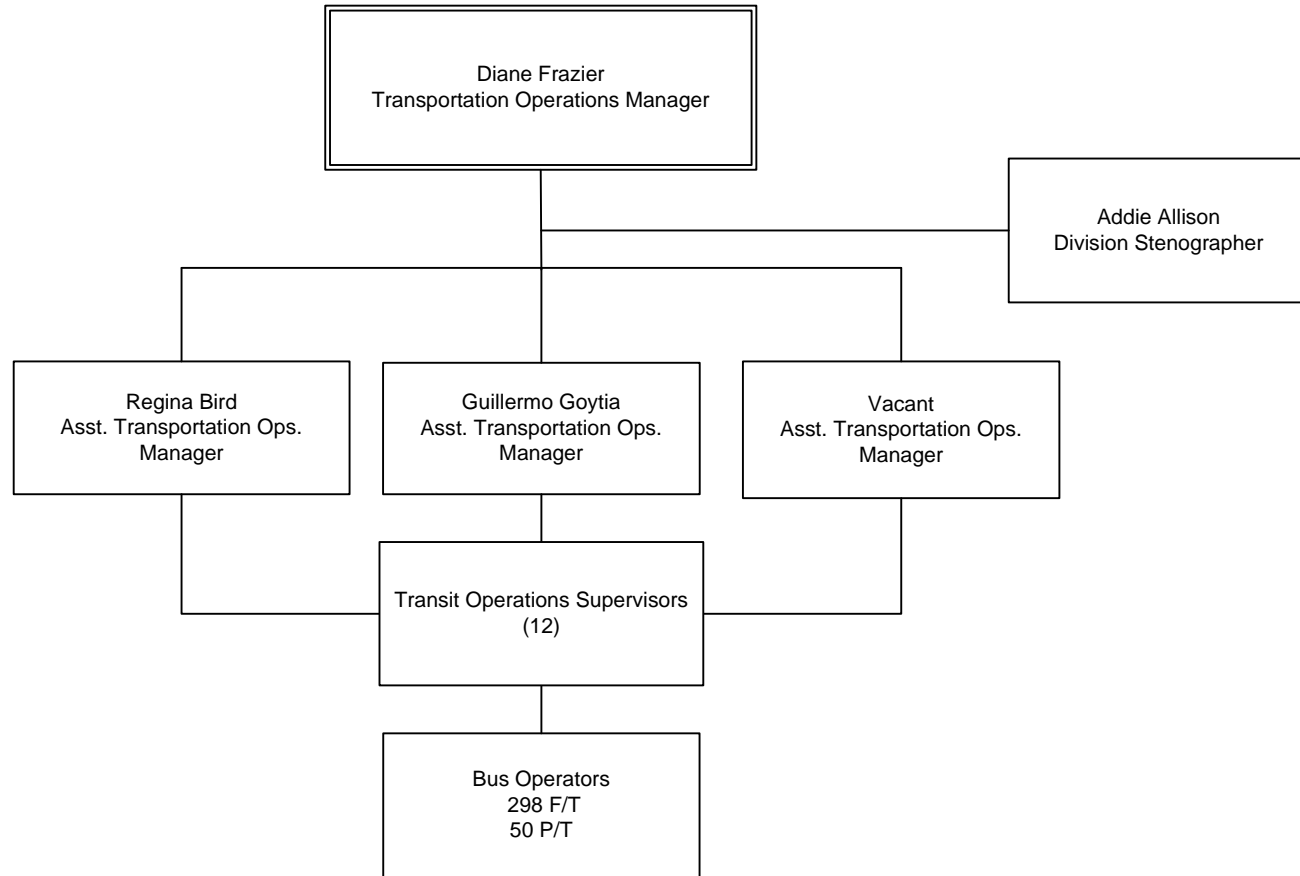 Diane Frazier
Transportation Operations Manager
Addie Allison
Division Stenographer
Regina Bird
Asst. Transportation Ops.
Manager
Guillermo Goytia
Asst. Transportation Ops.
Manager
Vacant
Asst. Transportation Ops.
Manager
Transit Operations Supervisors
(12)
Bus Operators
298 F/T
50 P/T